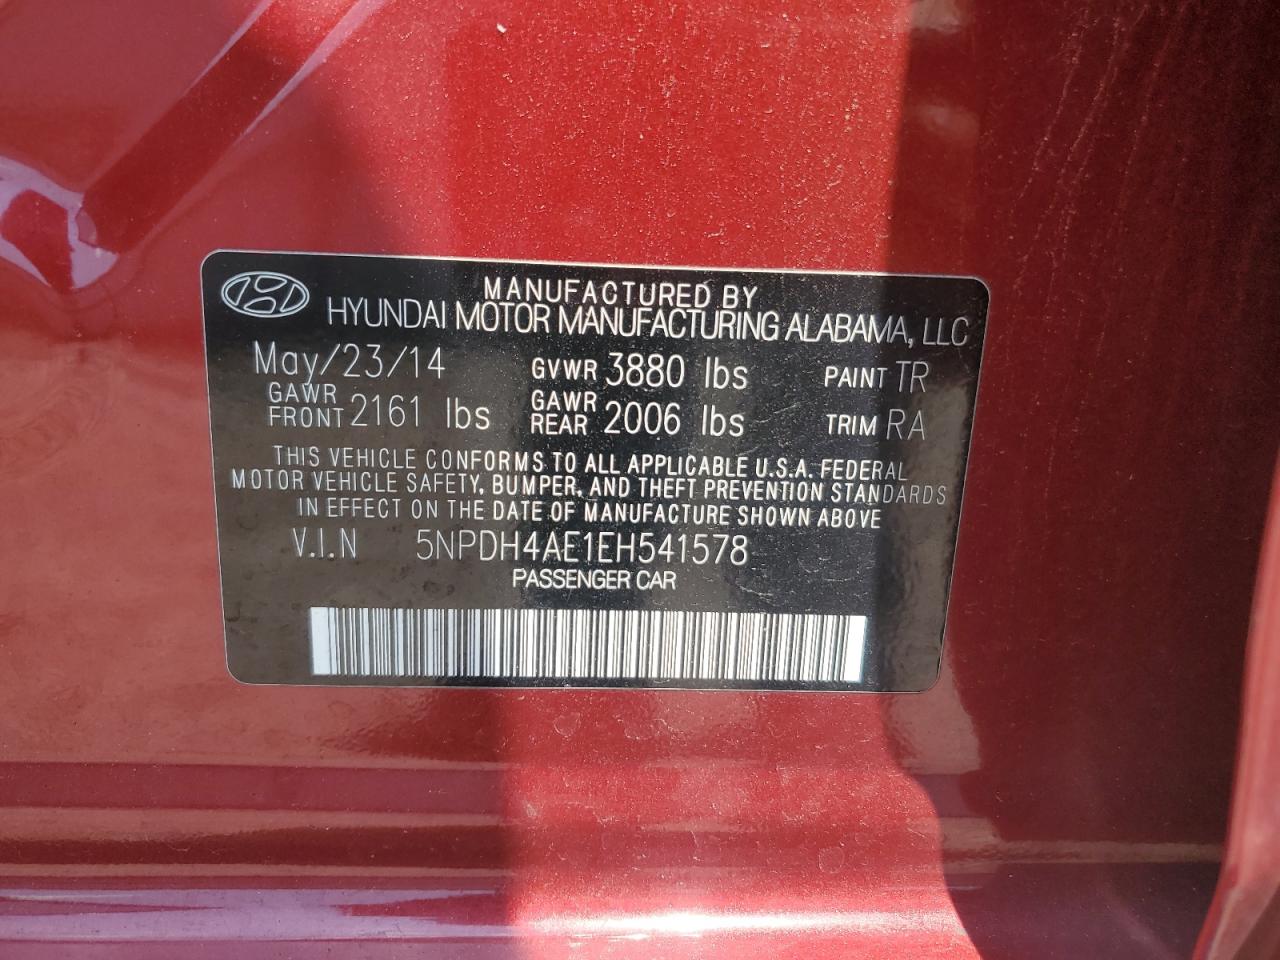 MANUFACTURED BY
HYUNDAI MOTOR MANUFACTURING ALABAMA, LLC
May/23/14 GVWR 3880 lbs PAINT TR
GAWR FRONT 2161 lbs GAWR REAR 2006 lbs TRIM RA
THIS VEHICLE CONFORMS TO ALL APPLICABLE U.S.A. FEDERAL
MOTOR VEHICLE SAFETY, BUMPER, AND THEFT PREVENTION STANDARDS
IN EFFECT ON THE DATE OF MANUFACTURE SHOWN ABOVE
V.I.N 5NPDH4AE1EH541578
PASSENGER CAR